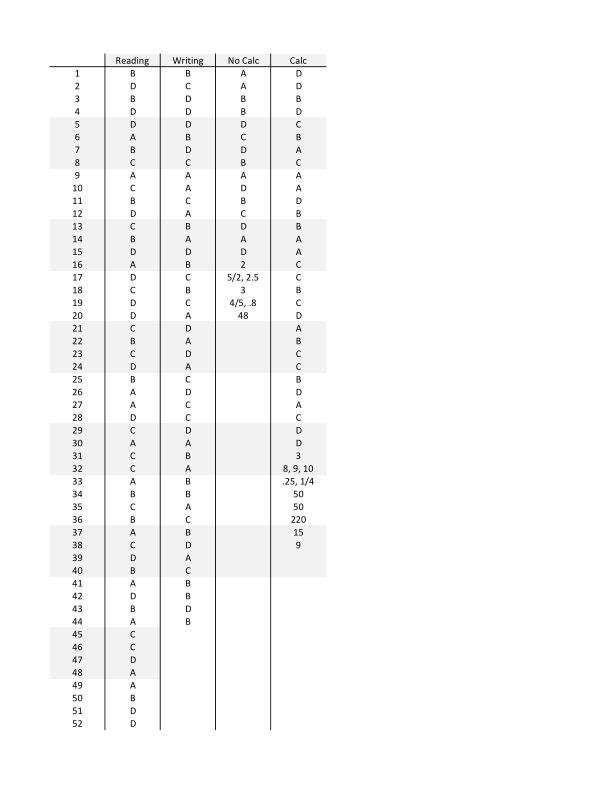 Reading Writing No Calc Calc
1 B B A D
2 D C A D
3 B D B B
4 D D B D
5 D D D C
6 A B C B
7 B D D A
8 C C B C
9 A A A A
10 C A D A
11 B C B D
12 D A C B
13 C B D B
14 B A A A
15 D D D A
16 A B 2 C
17 D C 5/2, 2.5 C
18 C B 3 B
19 D C 4/5, .8 C
20 D A 48 D
21 C D A
22 B A B
23 C D C
24 D A C
25 B C B
26 A D D
27 A C A
28 D C C
29 C D D
30 A A D
31 C B 3
32 C A 8, 9, 10
33 A B .25, 1/4
34 B B 50
35 C A 50
36 B C 220
37 A B 15
38 C D 9
39 D A
40 B C
41 A B
42 D B
43 B D
44 A B
45 C
46 C
47 D
48 A
49 A
50 B
51 D
52 D